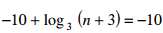 −10 + log₃ (n + 3) = −10